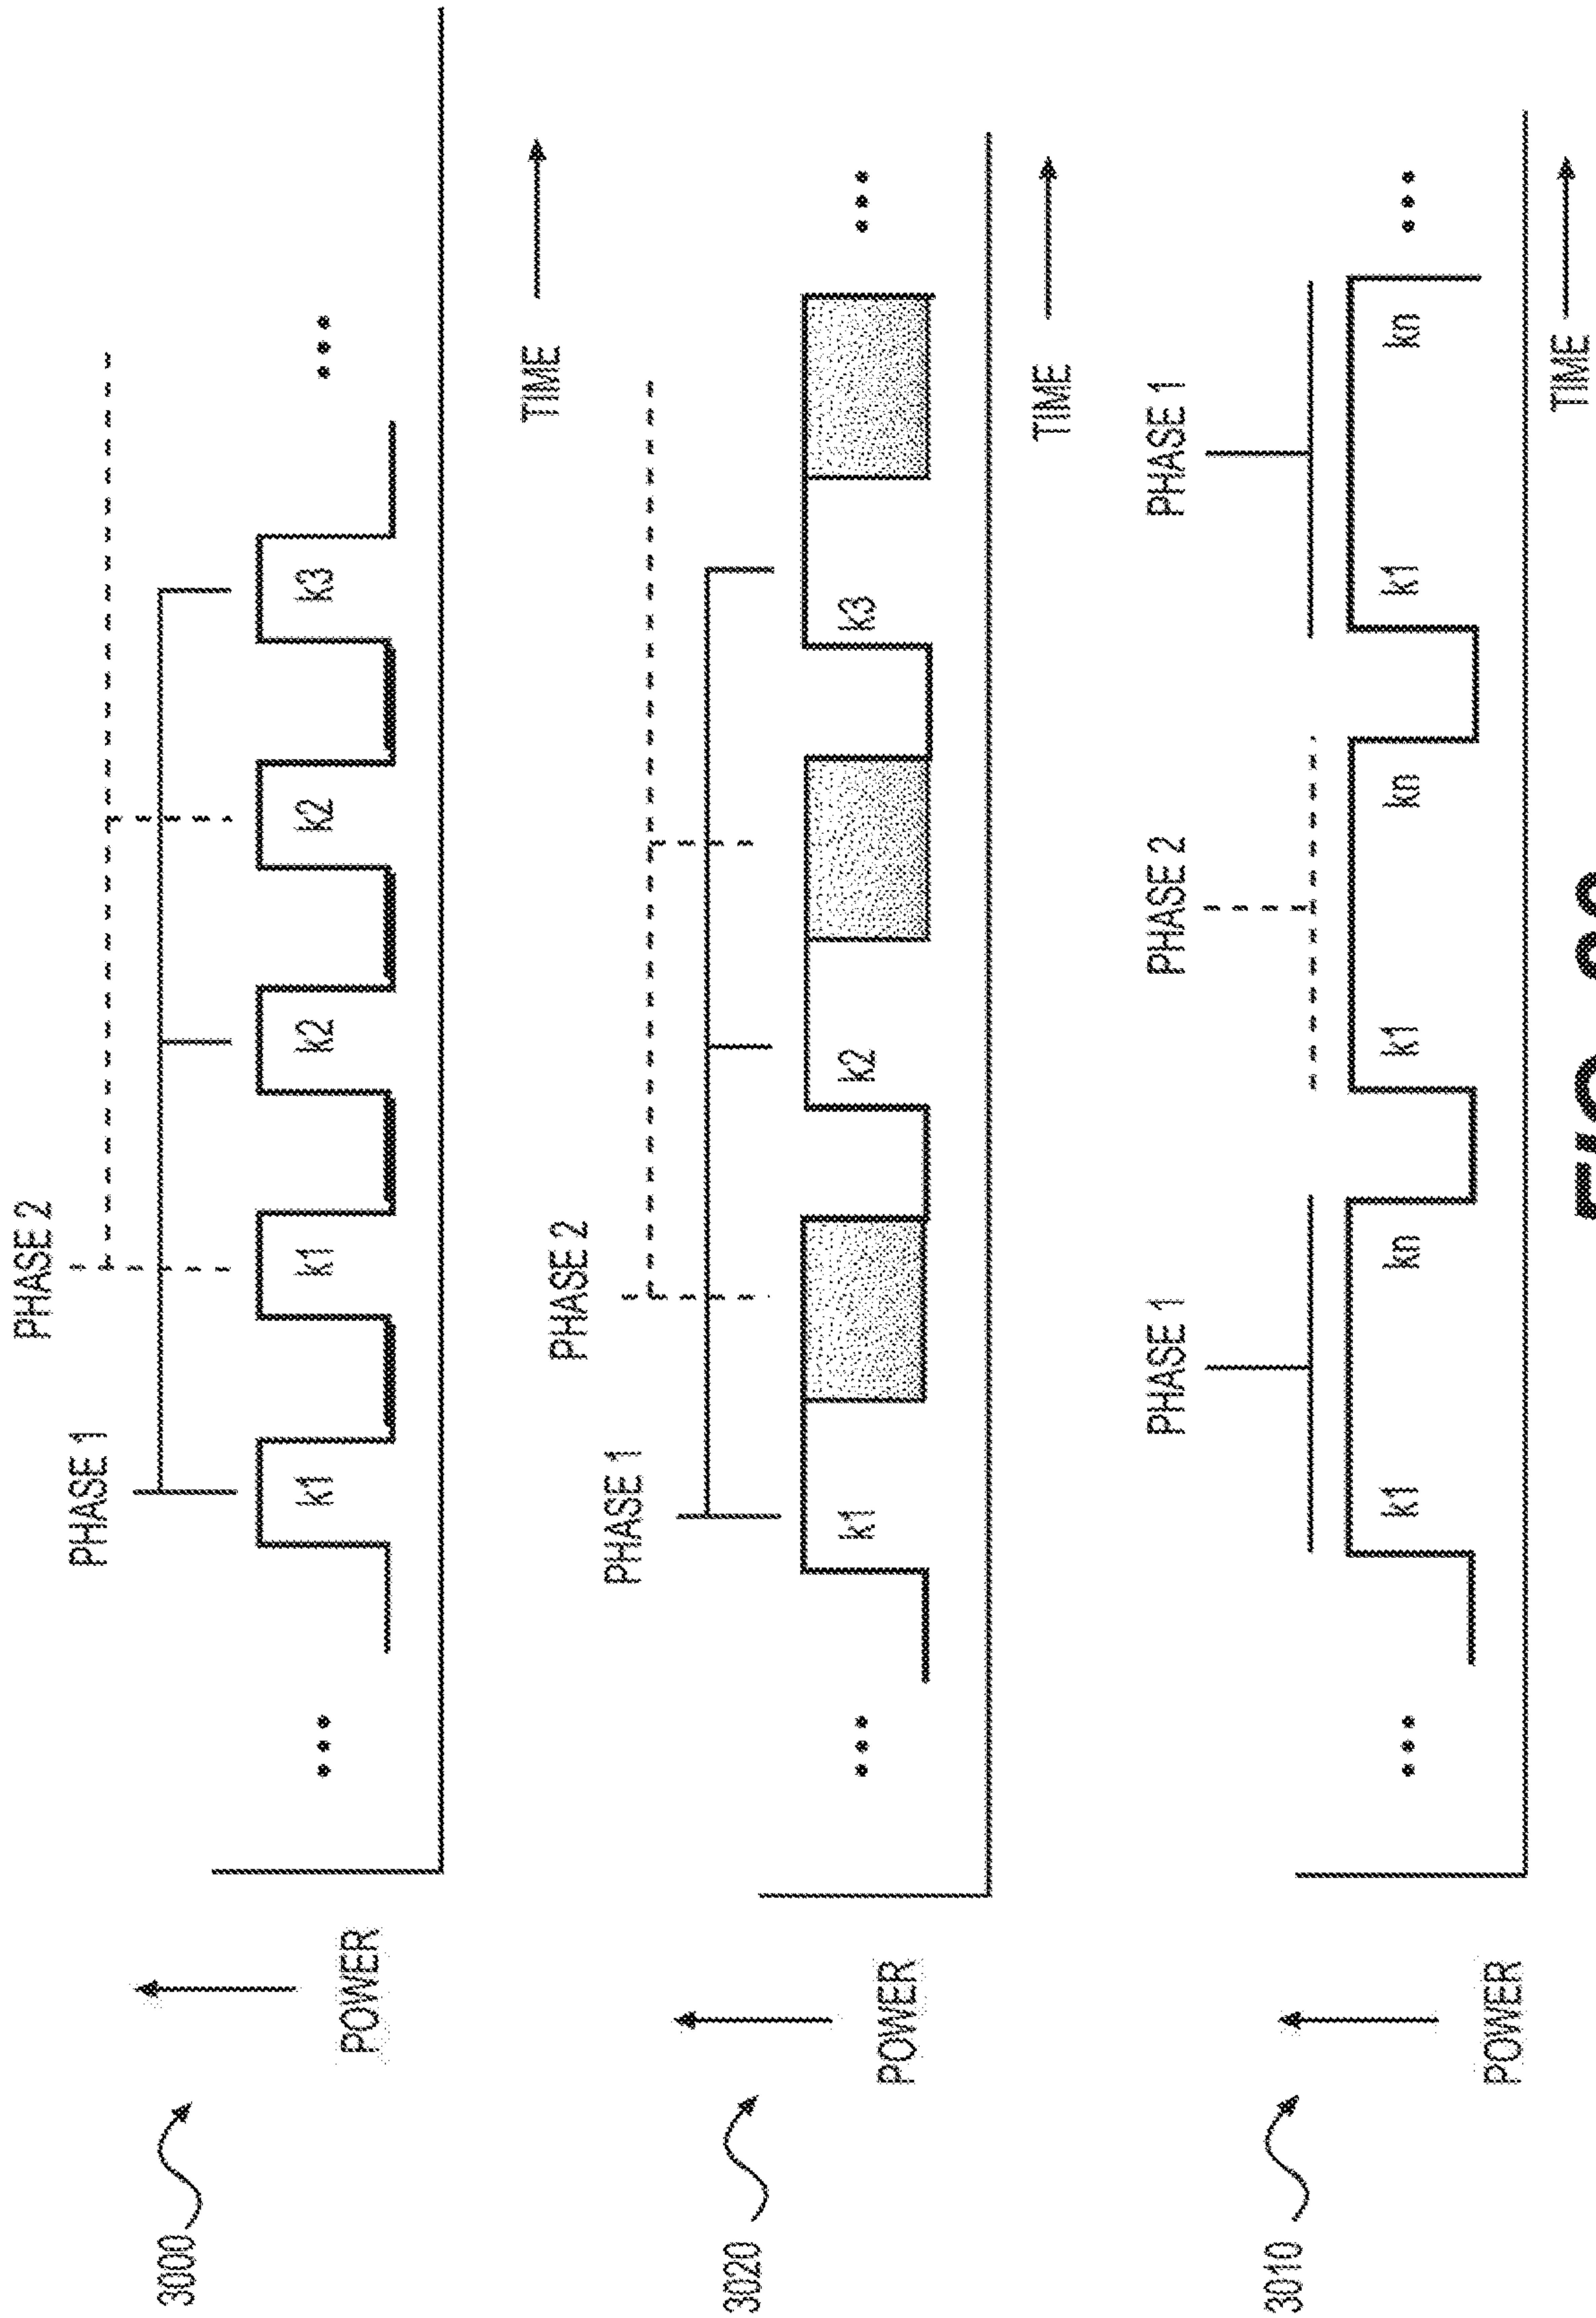 PHASE 2
PHASE 1
k1 k1 k2 k2 k3
3000
POWER
TIME
PHASE 2
PHASE 1
k1 k2 k3
3020
POWER
TIME
PHASE 1 PHASE 2 PHASE 1
k1 kn k1 kn k1 kn
3010
POWER
TIME